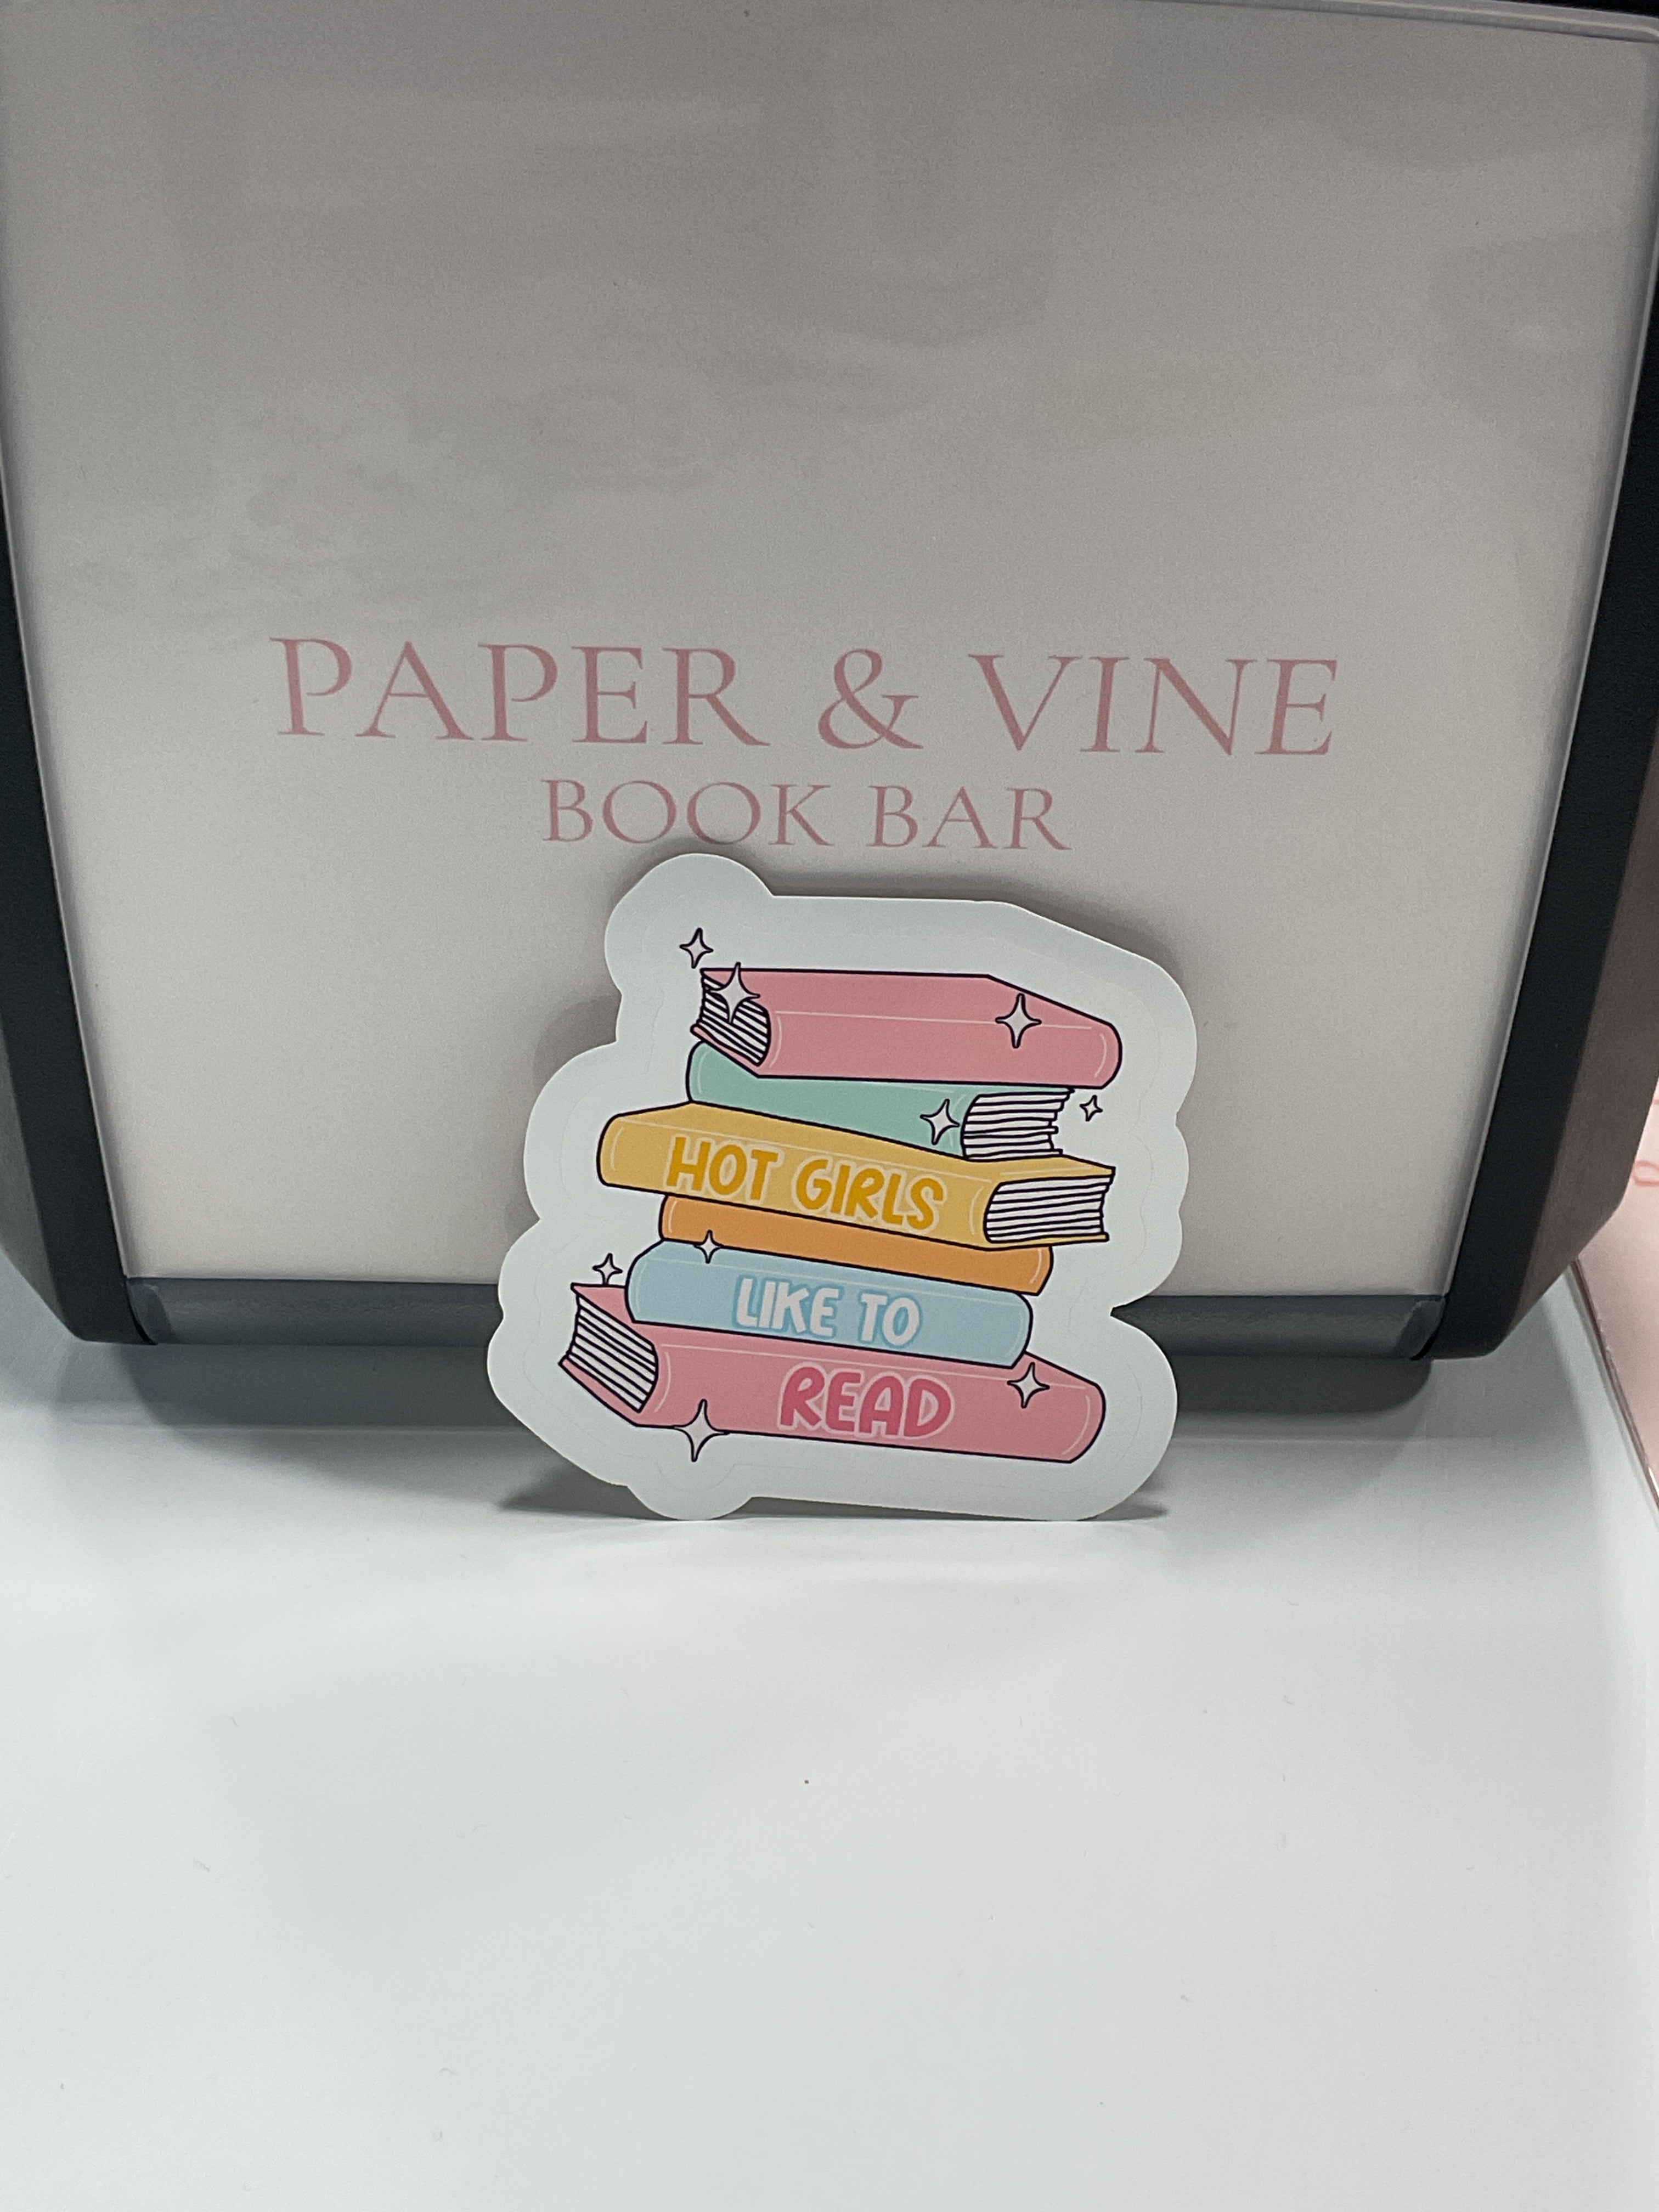 PAPER & VINE
BOOK BAR
HOT GIRLS
LIKE TO
READ